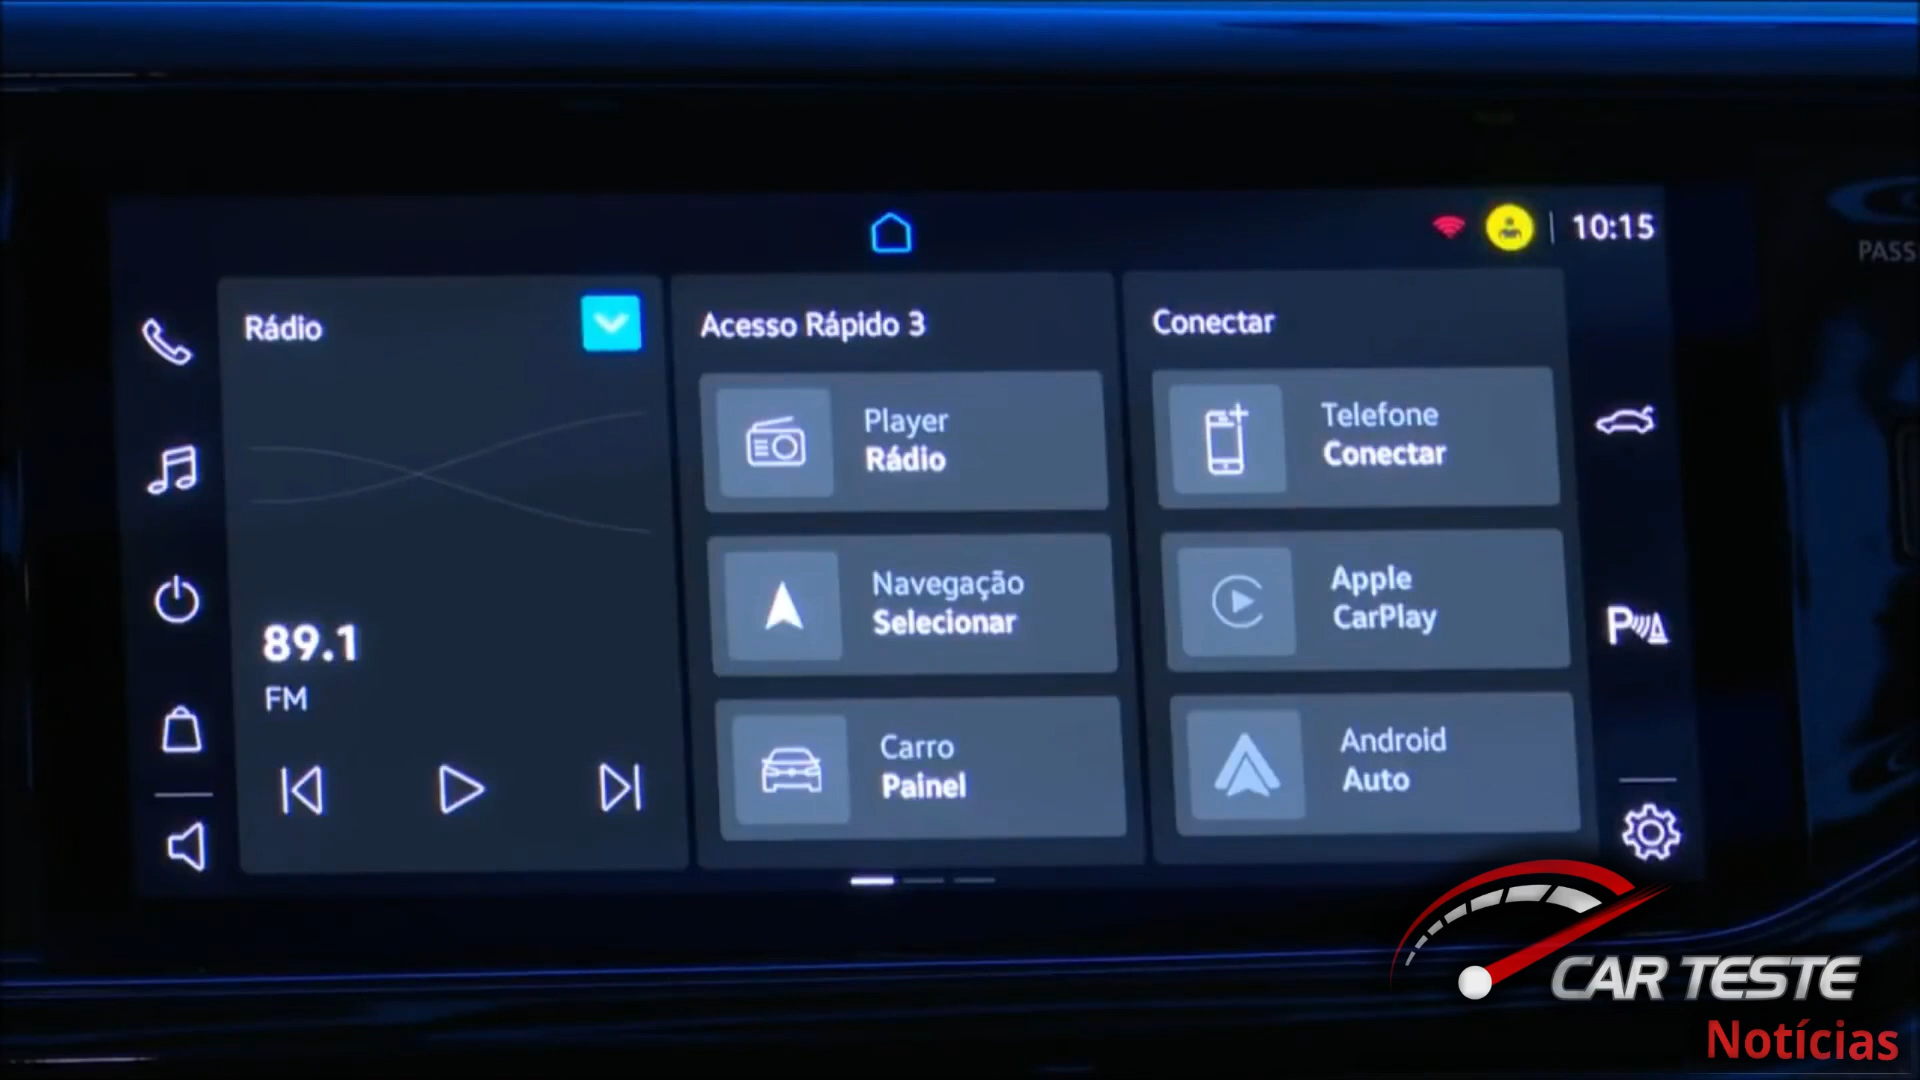 10:15
PASS
Rádio
Acesso Rápido 3
Conectar
Player
Rádio
Telefone
Conectar
Navegação
Selecionar
Apple
CarPlay
89.1
FM
Carro
Painel
Android
Auto
P
CAR TESTE
Notícias